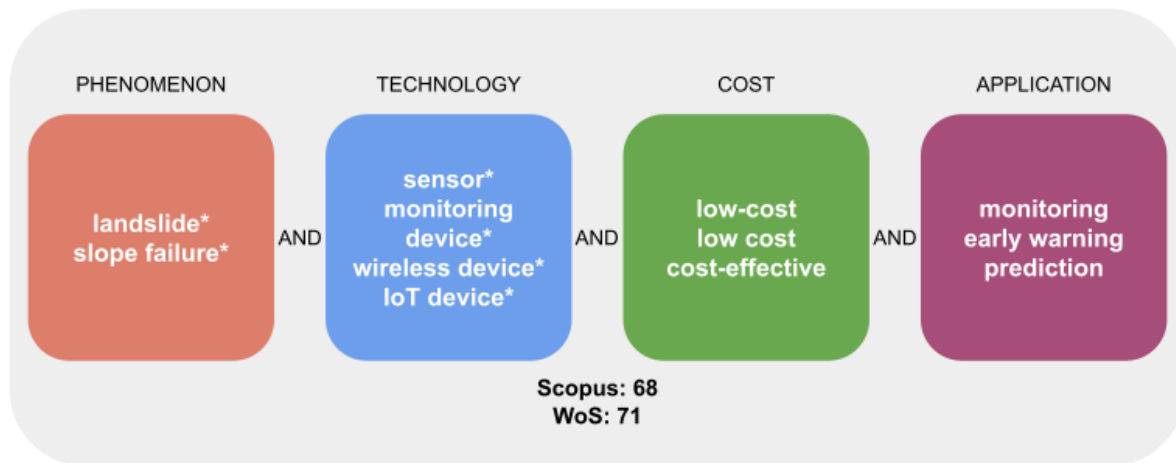 PHENOMENON
TECHNOLOGY
COST
APPLICATION
landslide*
slope failure*
AND
sensor*
monitoring
device*
wireless device*
IoT device*
AND
low-cost
low cost
cost-effective
AND
monitoring
early warning
prediction
Scopus: 68
WoS: 71